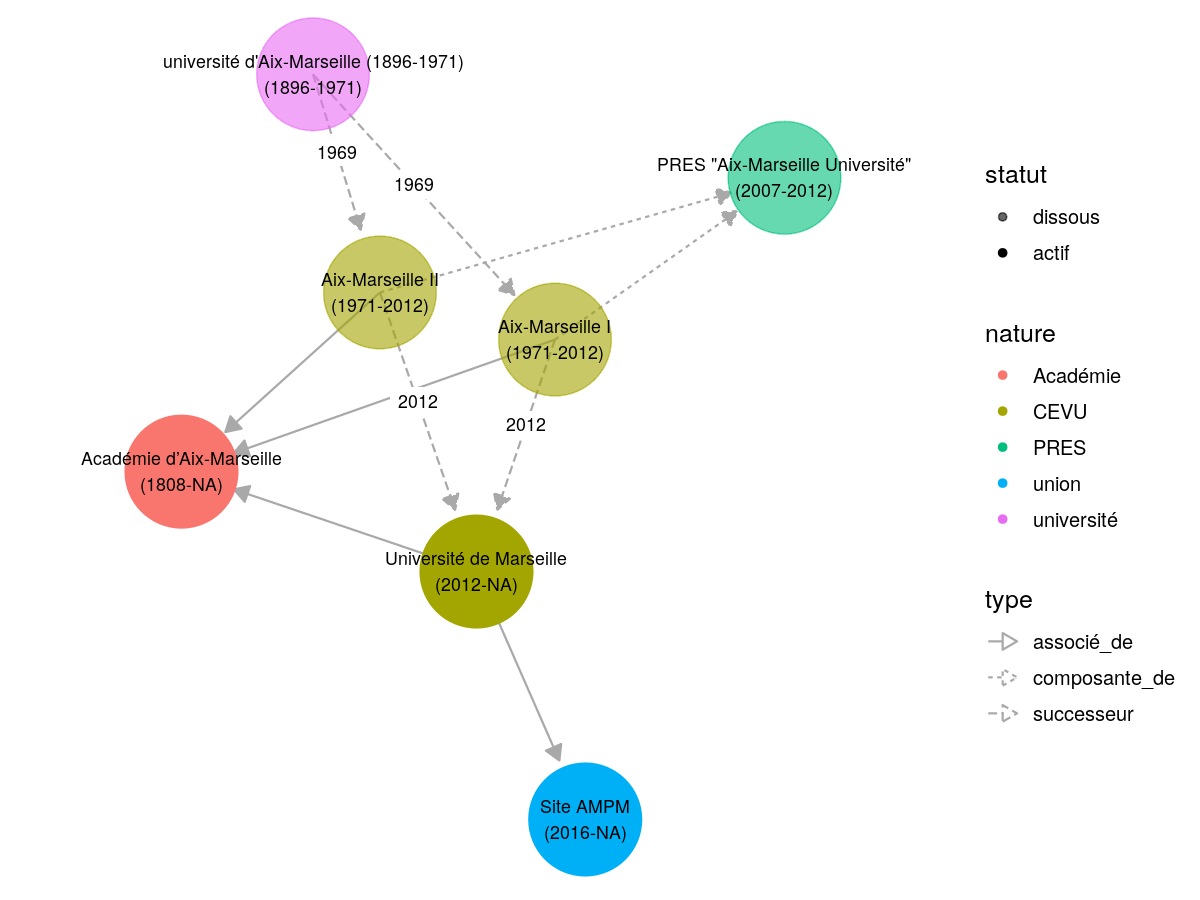 université d'Aix-Marseille (1896-1971)
(1896-1971)
1969
1969
PRES "Aix-Marseille Université"
(2007-2012)
Aix-Marseille II
(1971-2012)
Aix-Marseille I
(1971-2012)
2012
2012
Académie d’Aix-Marseille
(1808-NA)
Université de Marseille
(2012-NA)
Site AMPM
(2016-NA)
statut
dissous
actif
nature
Académie
CEVU
PRES
union
université
type
associé_de
composante_de
successeur